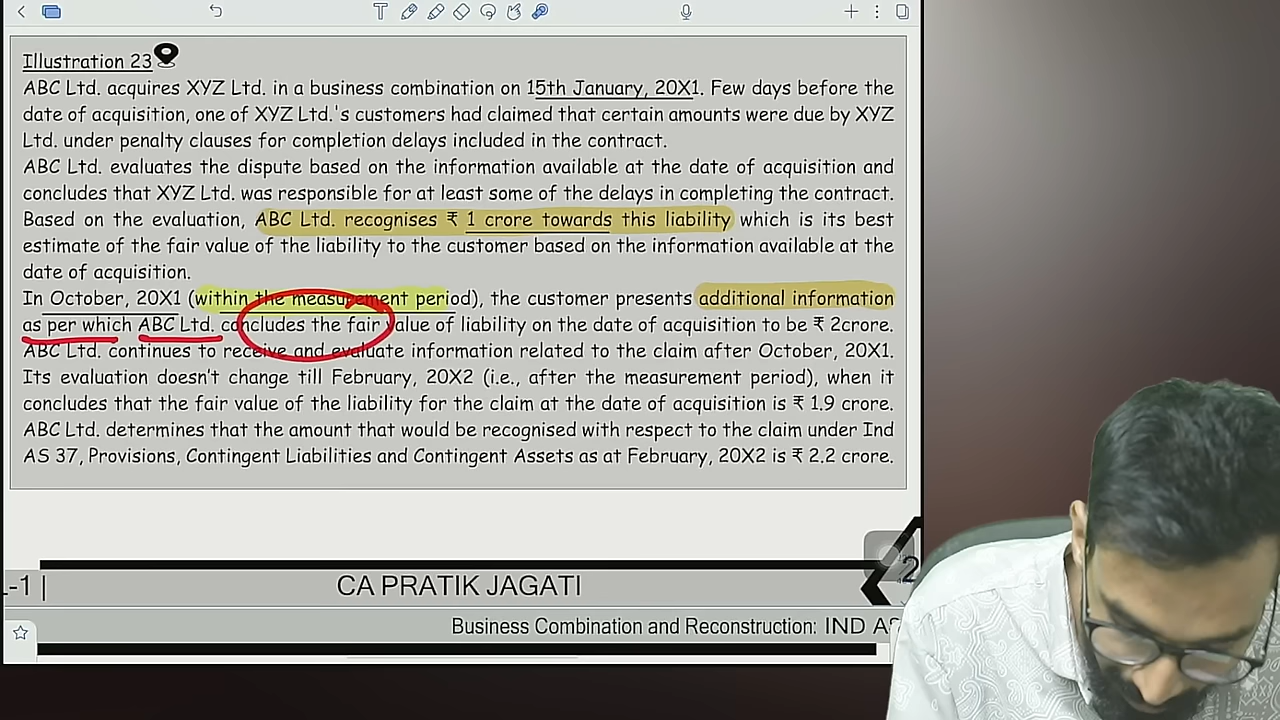 Illustration 23
ABC Ltd. acquires XYZ Ltd. in a business combination on 15th January, 20X1. Few days before the
date of acquisition, one of XYZ Ltd.'s customers had claimed that certain amounts were due by XYZ
Ltd. under penalty clauses for completion delays included in the contract.
ABC Ltd. evaluates the dispute based on the information available at the date of acquisition and
concludes that XYZ Ltd. was responsible for at least some of the delays in completing the contract.
Based on the evaluation, ABC Ltd. recognises ₹ 1 crore towards this liability which is its best
estimate of the fair value of the liability to the customer based on the information available at the
date of acquisition.
In October, 20X1 (within the measurement period), the customer presents additional information
as per which ABC Ltd. concludes the fair value of liability on the date of acquisition to be ₹ 2crore.
ABC Ltd. continues to receive and evaluate information related to the claim after October, 20X1.
Its evaluation doesn't change till February, 20X2 (i.e., after the measurement period), when it
concludes that the fair value of the liability for the claim at the date of acquisition is ₹ 1.9 crore.
ABC Ltd. determines that the amount that would be recognised with respect to the claim under Ind
AS 37, Provisions, Contingent Liabilities and Contingent Assets as at February, 20X2 is ₹ 2.2 crore.
-1 | CA PRATIK JAGATI 2
Business Combination and Reconstruction: IND AS